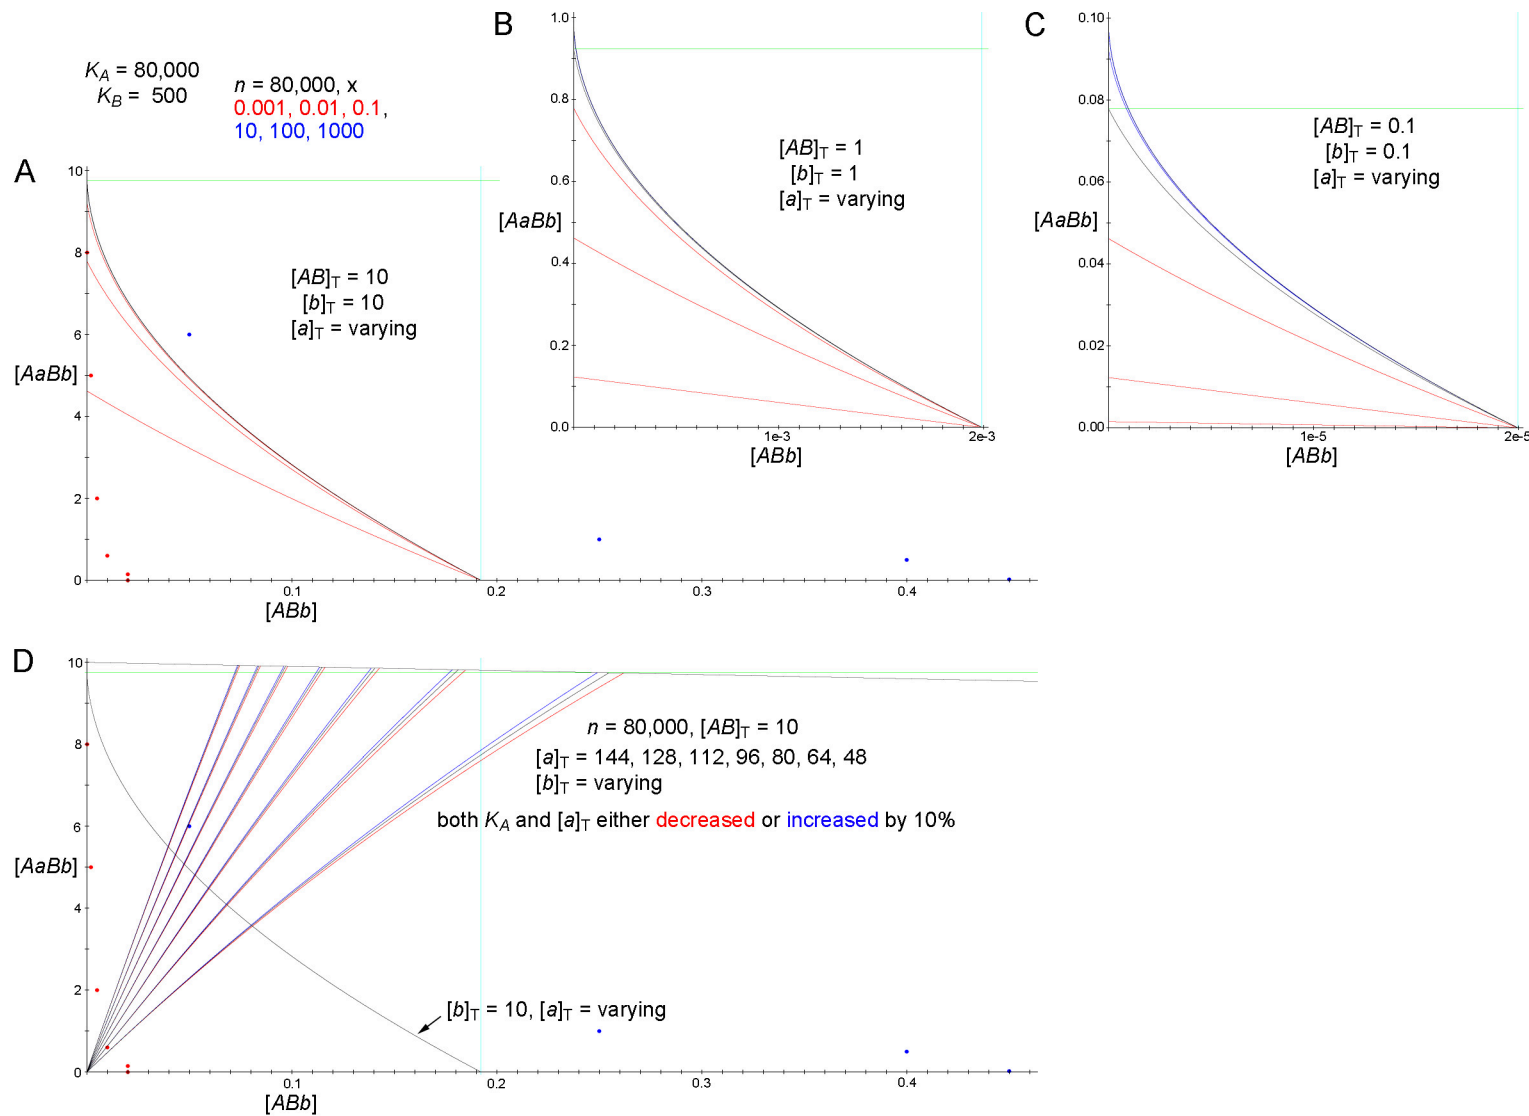 K_A = 80,000
K_B = 500
n = 80,000, x
0.001, 0.01, 0.1,
10, 100, 1000
A
10
8
6
[AaBb]
4
2
0
0.1
0.2
0.3
0.4
[ABb]
[AB]_T = 10
[b]_T = 10
[a]_T = varying
B
1.0
0.8
0.6
[AaBb]
0.4
0.2
0.0
1e-3
2e-3
[ABb]
[AB]_T = 1
[b]_T = 1
[a]_T = varying
C
0.10
0.08
0.06
[AaBb]
0.04
0.02
0.00
1e-5
2e-5
[ABb]
[AB]_T = 0.1
[b]_T = 0.1
[a]_T = varying
D
10
8
6
[AaBb]
4
2
0
0.1
0.2
0.3
0.4
[ABb]
n = 80,000, [AB]_T = 10
[a]_T = 144, 128, 112, 96, 80, 64, 48
[b]_T = varying
both K_A and [a]_T either decreased or increased by 10%
[b]_T = 10, [a]_T = varying